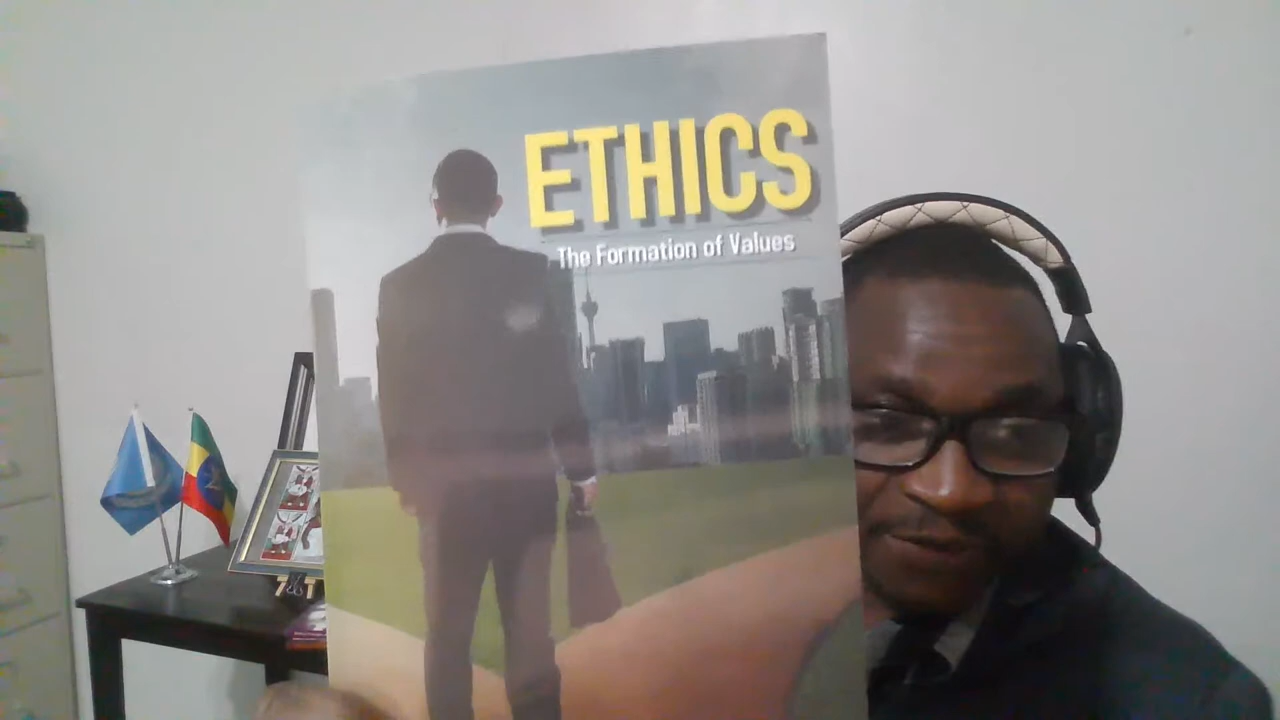 ETHICS
The Formation of Values